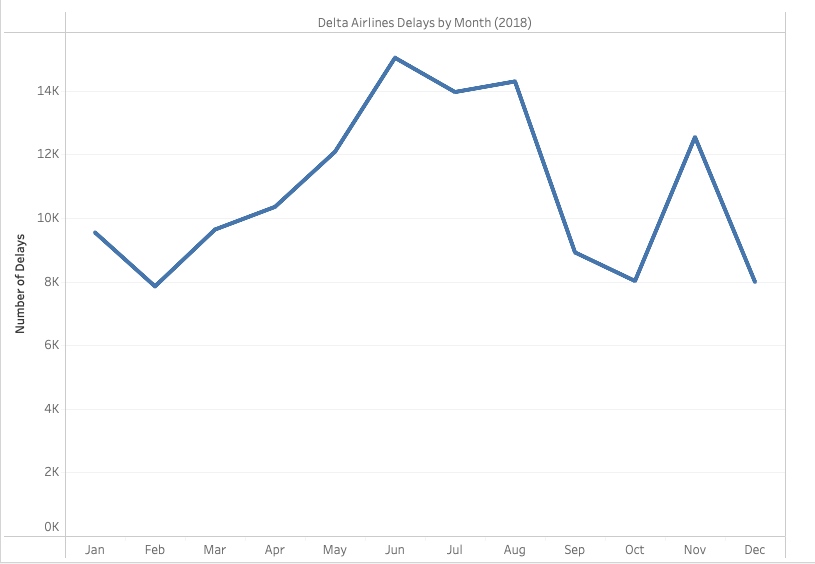 Delta Airlines Delays by Month (2018)
Number of Delays
14K
12K
10K
8K
6K
4K
2K
0K
Jan Feb Mar Apr May Jun Jul Aug Sep Oct Nov Dec